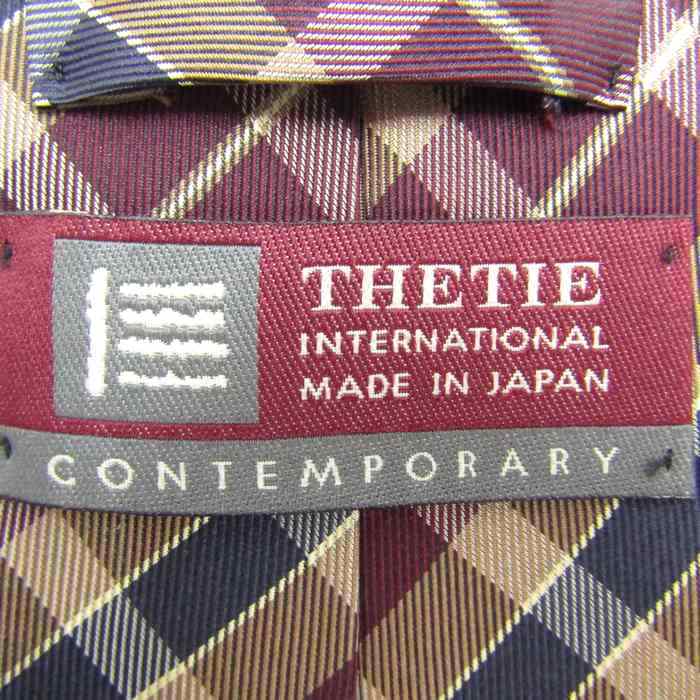 THETIE
INTERNATIONAL
MADE IN JAPAN
CONTEMPORARY